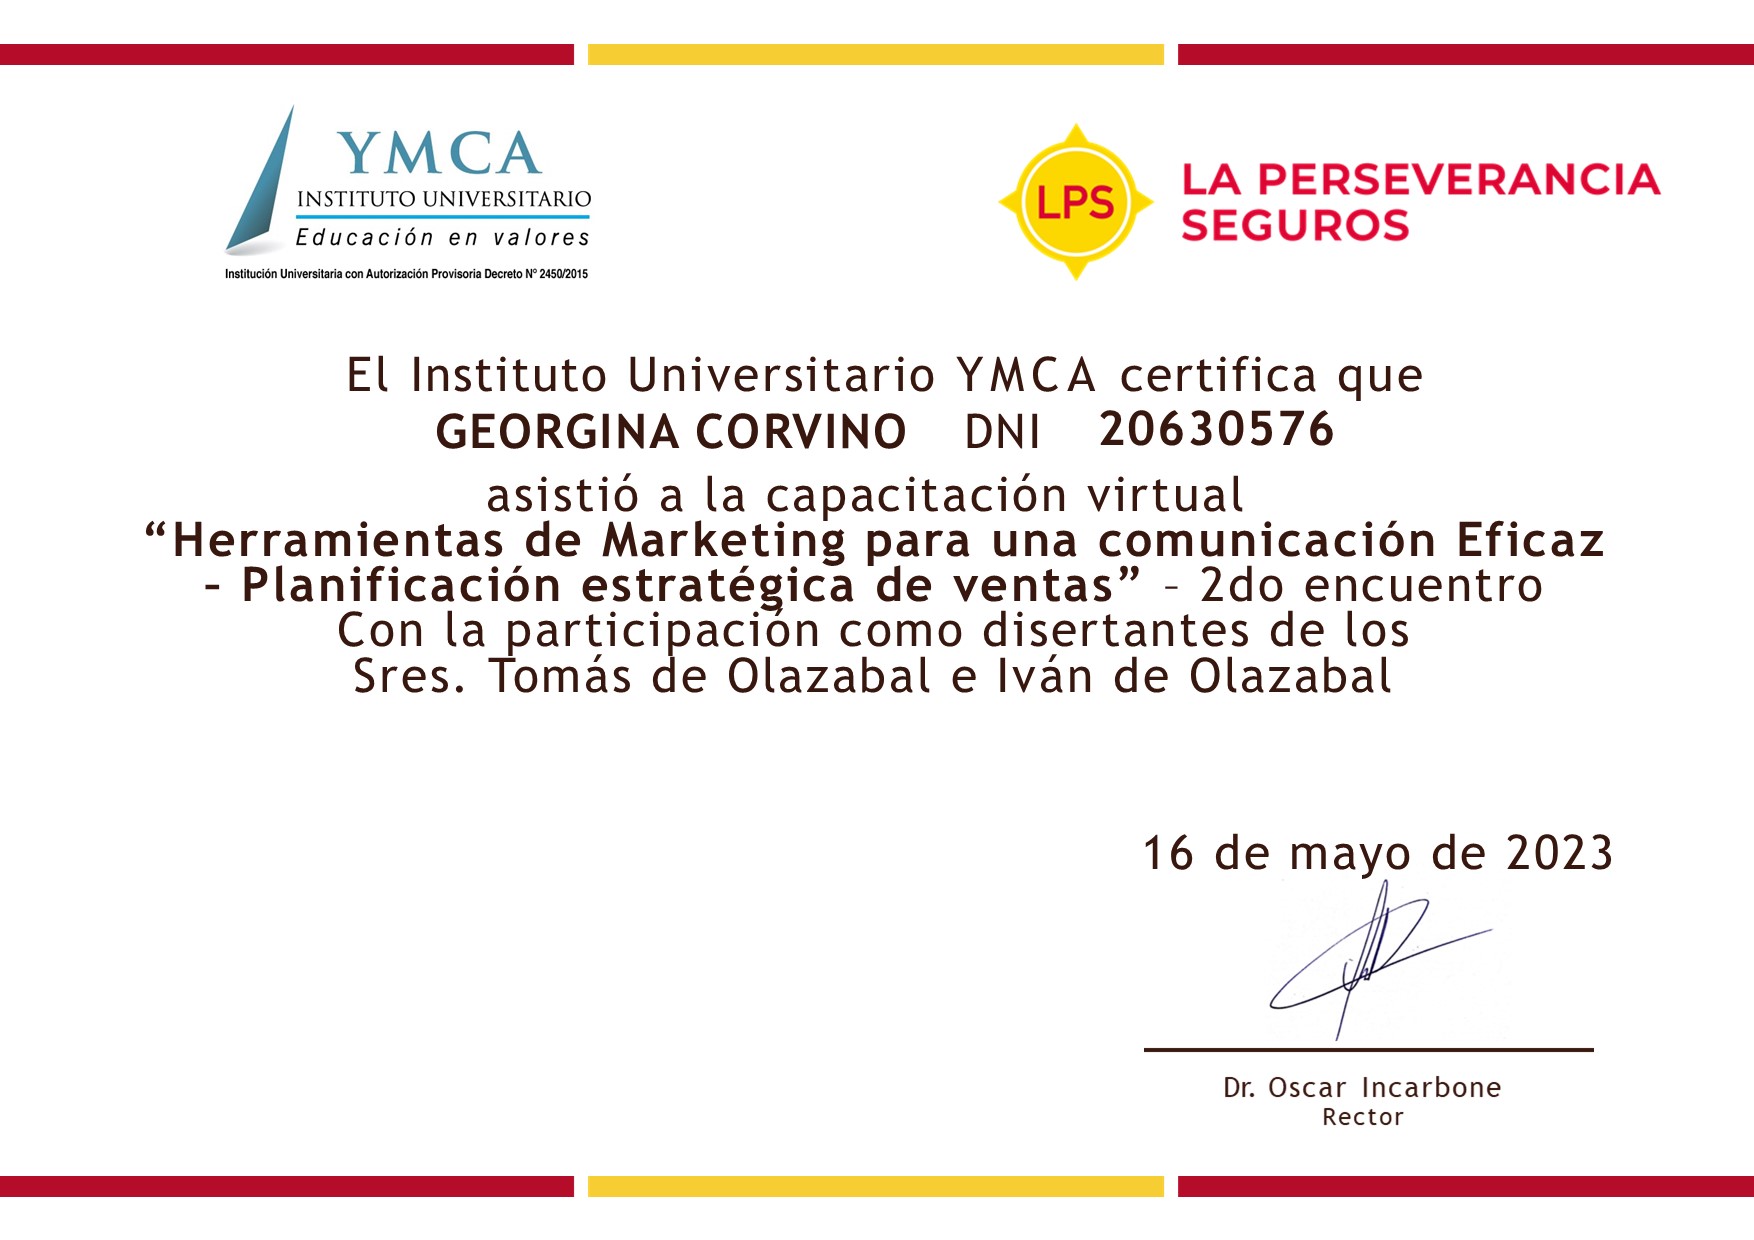 YMCA
INSTITUTO UNIVERSITARIO
Educación en valores
Institución Universitaria con Autorización Provisoria Decreto Nº 2450/2015
LPS
LA PERSEVERANCIA
SEGUROS
El Instituto Universitario YMCA certifica que
GEORGINA CORVINO DNI 20630576
asistió a la capacitación virtual
“Herramientas de Marketing para una comunicación Eficaz
– Planificación estratégica de ventas” – 2do encuentro
Con la participación como disertantes de los
Sres. Tomás de Olazabal e Iván de Olazabal
16 de mayo de 2023
Dr. Oscar Incarbone
Rector